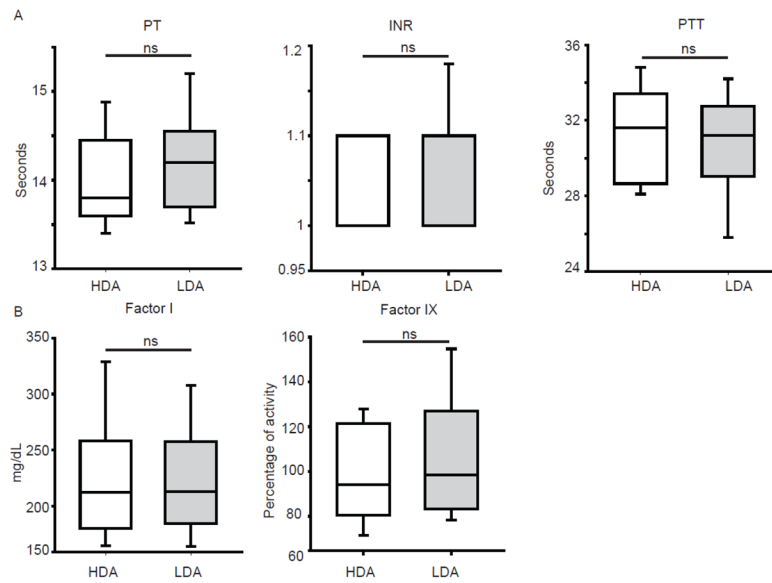 A
PT
ns
15
14
13
Seconds
HDA
LDA
INR
ns
1.2
1.1
1
0.95
HDA
LDA
PTT
ns
36
32
28
24
Seconds
HDA
LDA
B
Factor I
ns
350
300
250
200
150
mg/dL
HDA
LDA
Factor IX
ns
160
140
120
100
80
60
Percentage of activity
HDA
LDA